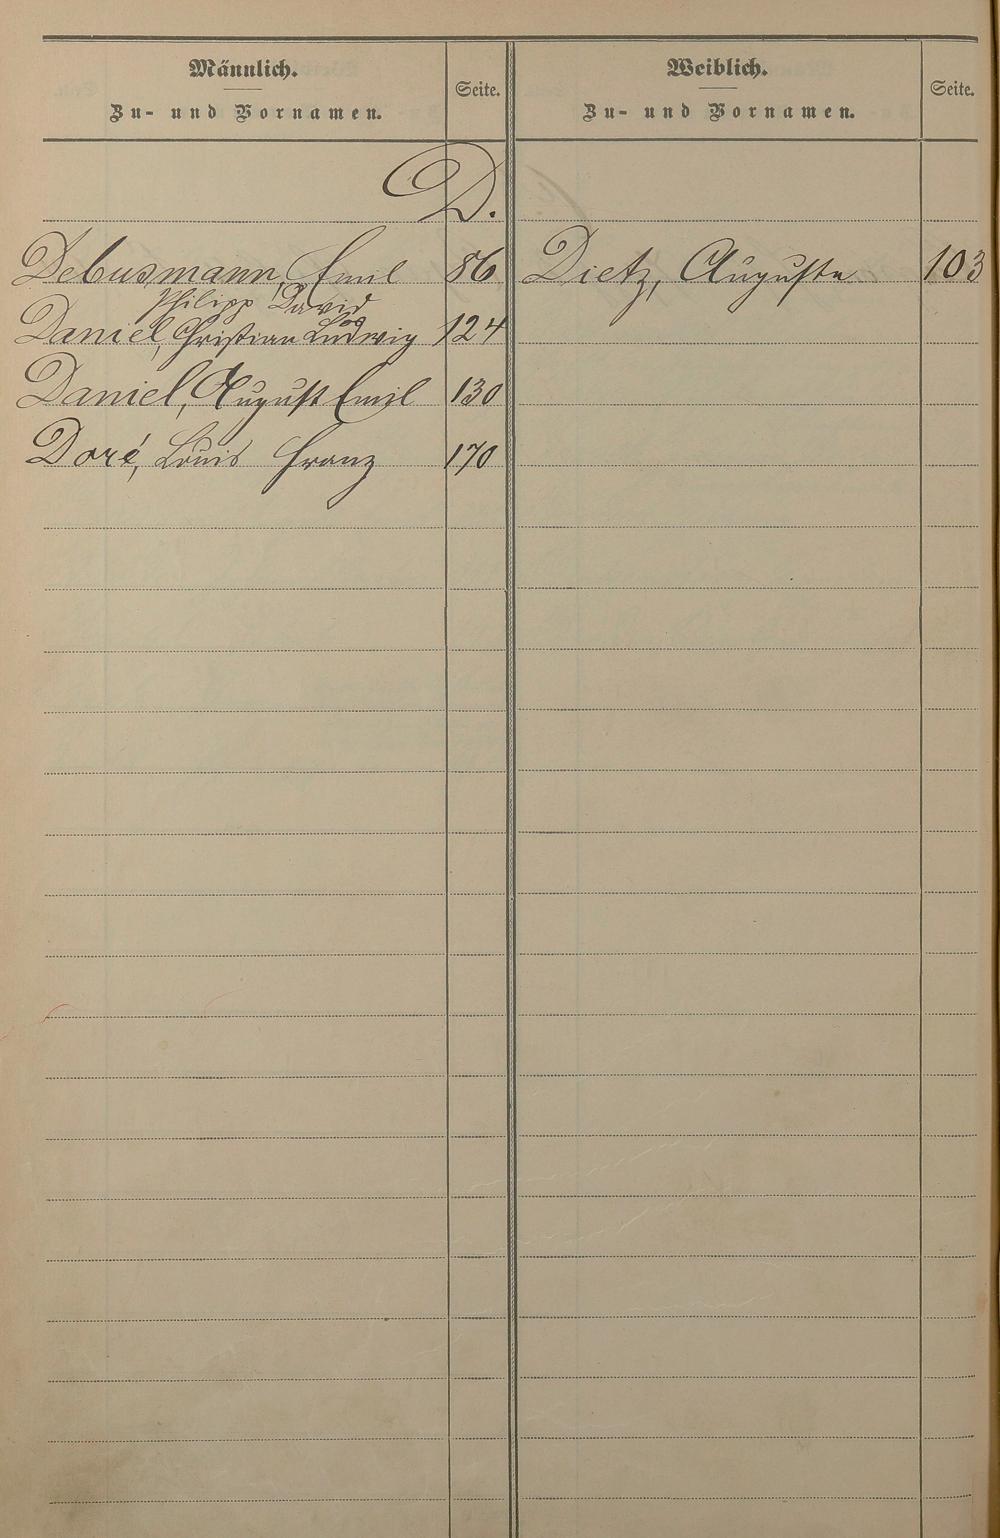 Männlich. Weiblich.
Zu- und Vornamen. Seite. Zu- und Vornamen. Seite.
D.
Debusmann, Emil 86 Dietz, Auguste 103
Philipp David
Daniel, Christian Ludwig 124
Daniel, August Emil 130
Doré, Louis Franz 170